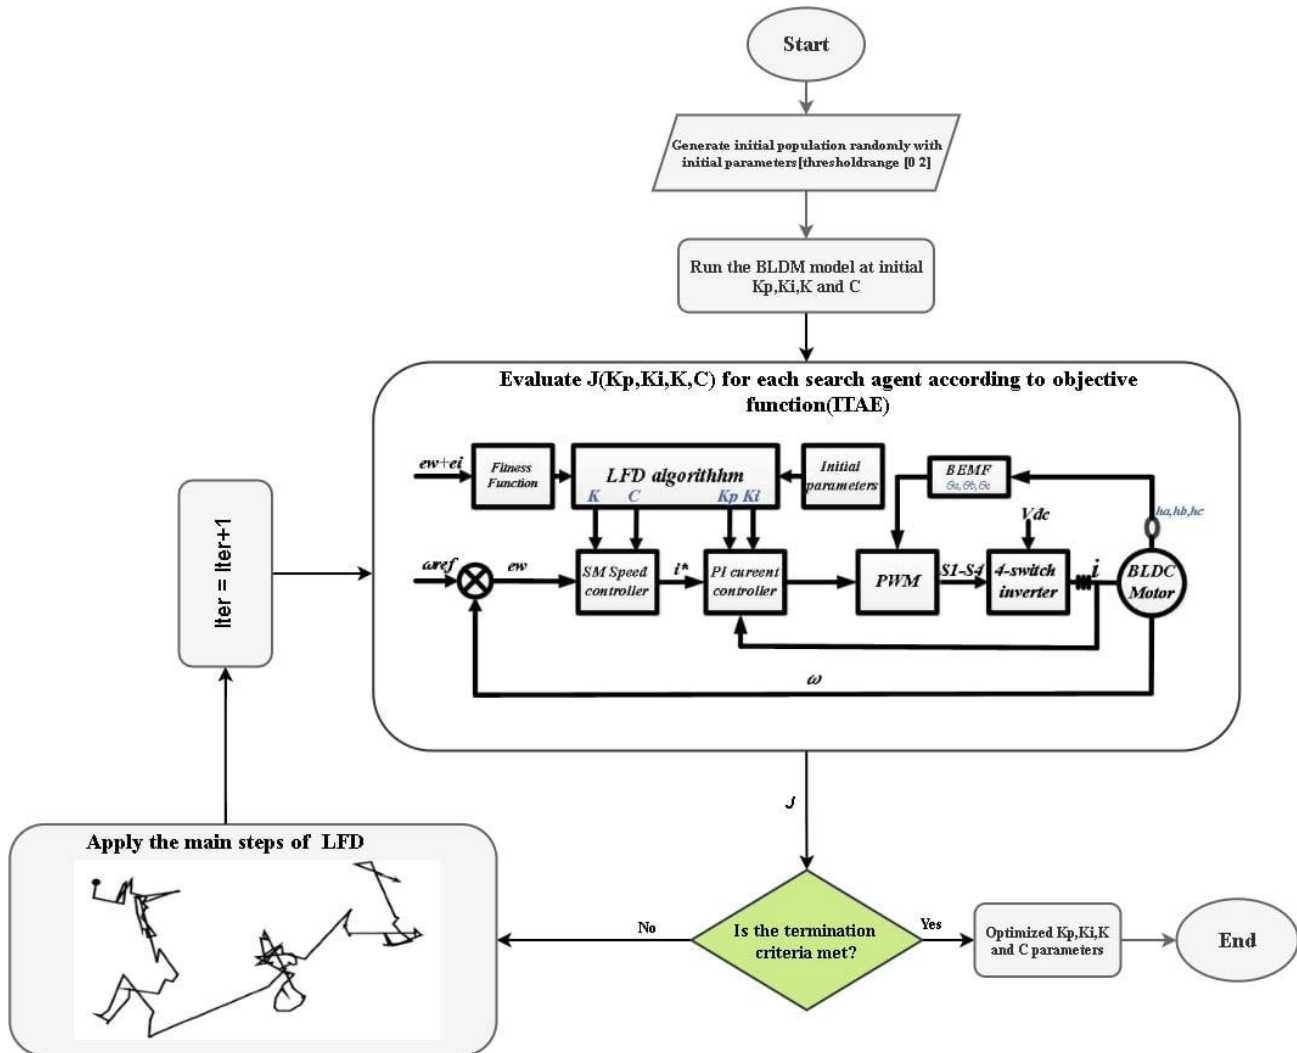 Start
Generate initial population randomly with
initial parameters[thresholdrange [0 2]
Run the BLDM model at initial
Kp,Ki,K and C
Evaluate J(Kp,Ki,K,C) for each search agent according to objective
function(ITAE)
ew+ei
Fitness
Function
LFD algorithhm
K C Kp Ki
Initial
parameters
BEMF
ha,hb,hc
Vdc
ωref
ew
SM Speed
controller
i*
PI cureent
controller
PWM
S1-S4
4-switch
inverter
i
BLDC
Motor
ω
Iter = Iter+1
J
Apply the main steps of LFD
No
Is the termination
criteria met?
Yes
Optimized Kp,Ki,K
and C parameters
End